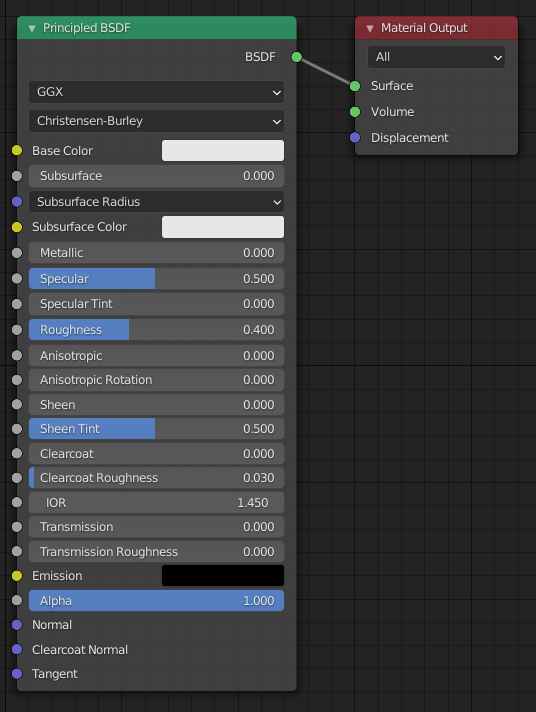 Principled BSDF
BSDF
GGX
Christensen-Burley
Base Color
Subsurface 0.000
Subsurface Radius
Subsurface Color
Metallic 0.000
Specular 0.500
Specular Tint 0.000
Roughness 0.400
Anisotropic 0.000
Anisotropic Rotation 0.000
Sheen 0.000
Sheen Tint 0.500
Clearcoat 0.000
Clearcoat Roughness 0.030
IOR 1.450
Transmission 0.000
Transmission Roughness 0.000
Emission
Alpha 1.000
Normal
Clearcoat Normal
Tangent
Material Output
All
Surface
Volume
Displacement